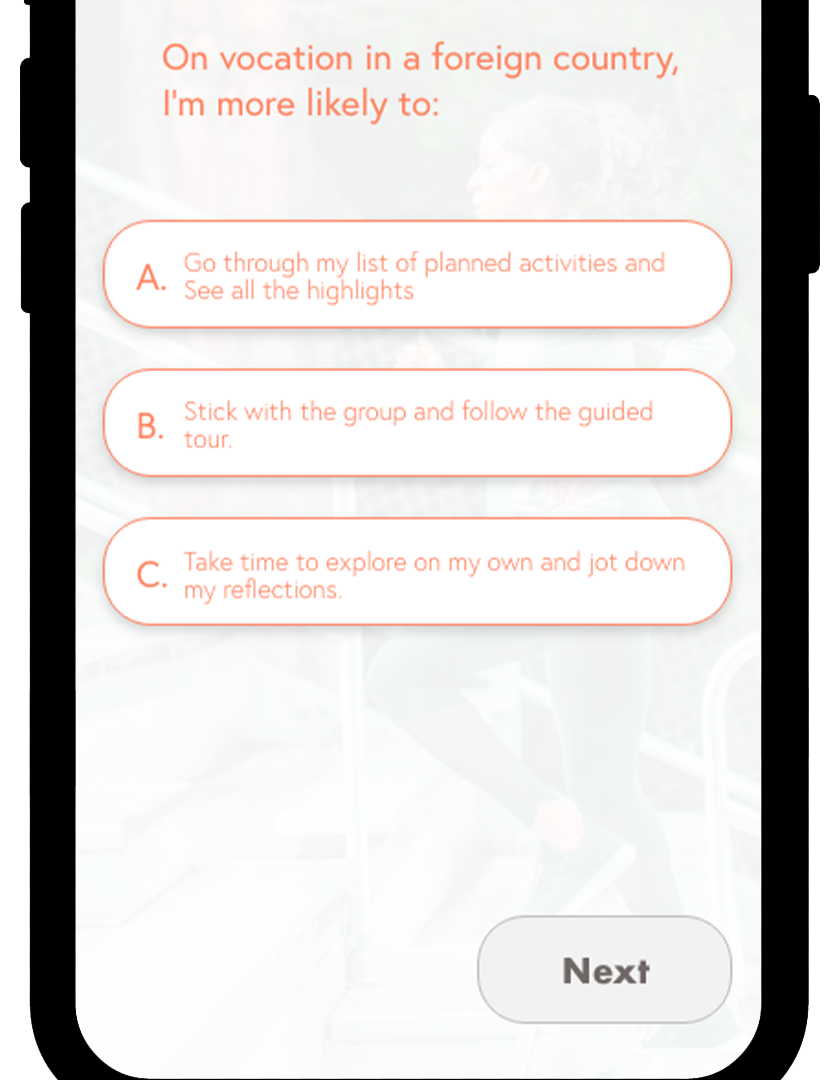 On vocation in a foreign country,
I'm more likely to:
A. Go through my list of planned activities and
See all the highlights
B. Stick with the group and follow the guided
tour.
C. Take time to explore on my own and jot down
my reflections.
Next